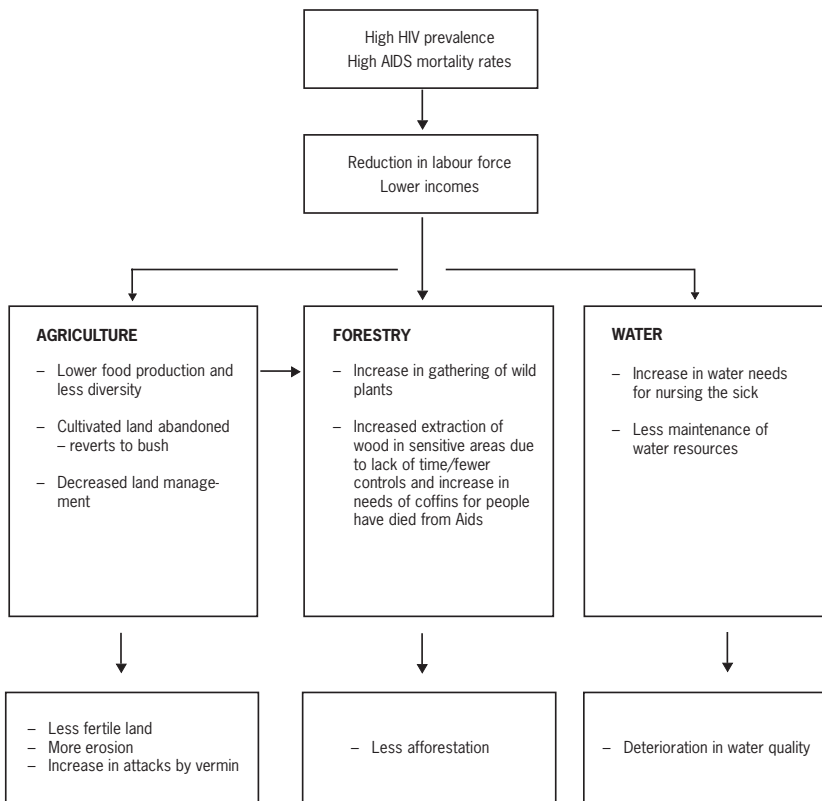 High HIV prevalence
High AIDS mortality rates
Reduction in labour force
Lower incomes
AGRICULTURE
– Lower food production and
less diversity
– Cultivated land abandoned
– reverts to bush
– Decreased land manage-
ment
FORESTRY
– Increase in gathering of wild
plants
– Increased extraction of
wood in sensitive areas due
to lack of time/fewer
controls and increase in
needs of coffins for people
have died from Aids
WATER
– Increase in water needs
for nursing the sick
– Less maintenance of
water resources
– Less fertile land
– More erosion
– Increase in attacks by vermin
– Less afforestation
– Deterioration in water quality